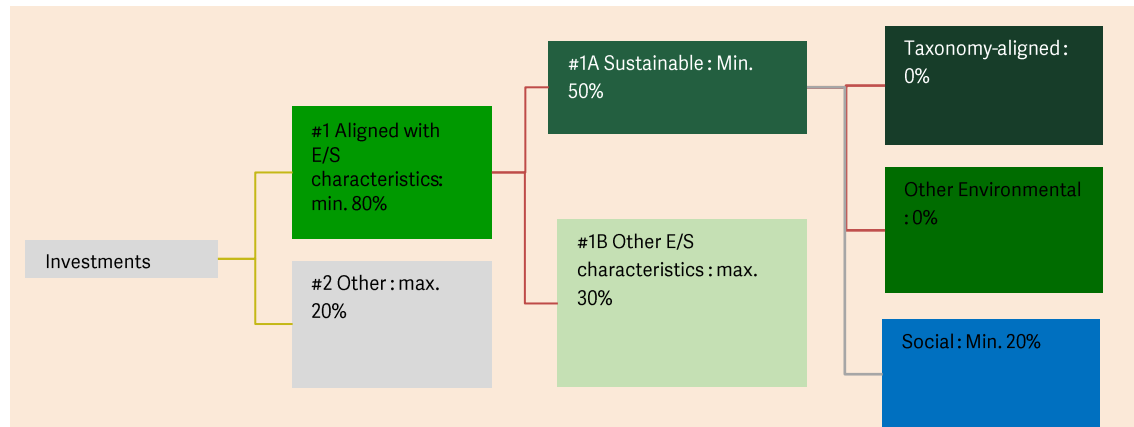 Investments
#1 Aligned with
E/S
characteristics:
min. 80%
#2 Other : max.
20%
#1A Sustainable : Min.
50%
#1B Other E/S
characteristics : max.
30%
Taxonomy-aligned :
0%
Other Environmental
: 0%
Social : Min. 20%